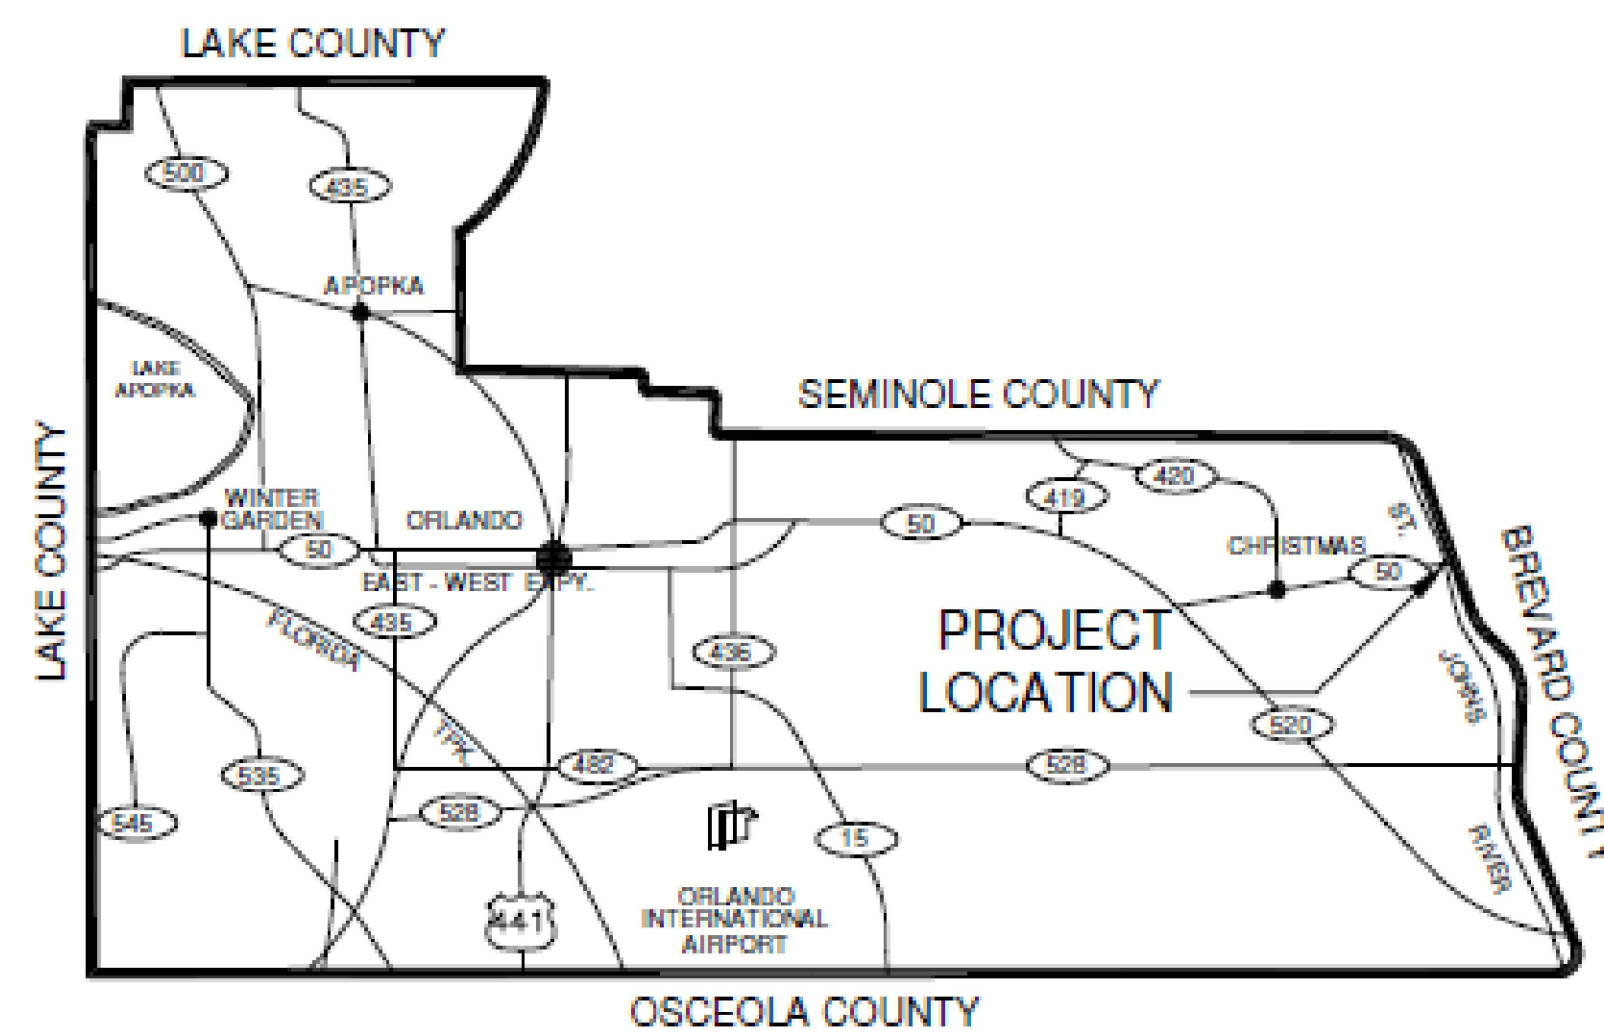 LAKE COUNTY
500
435
APOPKA
LAKE
APOPKA
SEMINOLE COUNTY
LAKE COUNTY
WINTER
GARDEN
ORLANDO
50
EAST - WEST EXPY.
435
FLORIDA
TPK.
436
50
419
420
CHRISTMAS
50
ST.
JOHNS
RIVER
BREVARD COUNTY
PROJECT
LOCATION
520
528
482
528
535
545
15
441
ORLANDO
INTERNATIONAL
AIRPORT
OSCEOLA COUNTY